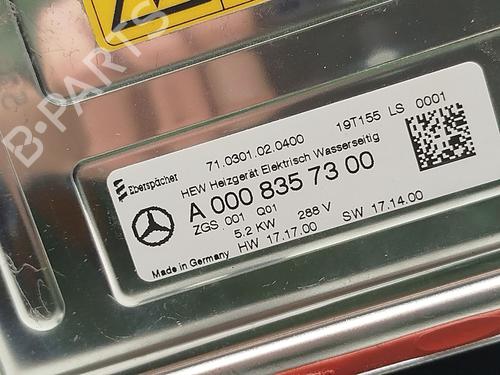 B-PARTS
71.0301.02.0400 19T155 LS 0001
Eberspächer
HEW Heizgerät Elektrisch Wasserseitig
A 000 835 73 00
ZGS 001 Q01
5.2 KW 288 V
HW 17.17.00 SW 17.14.00
Made in Germany